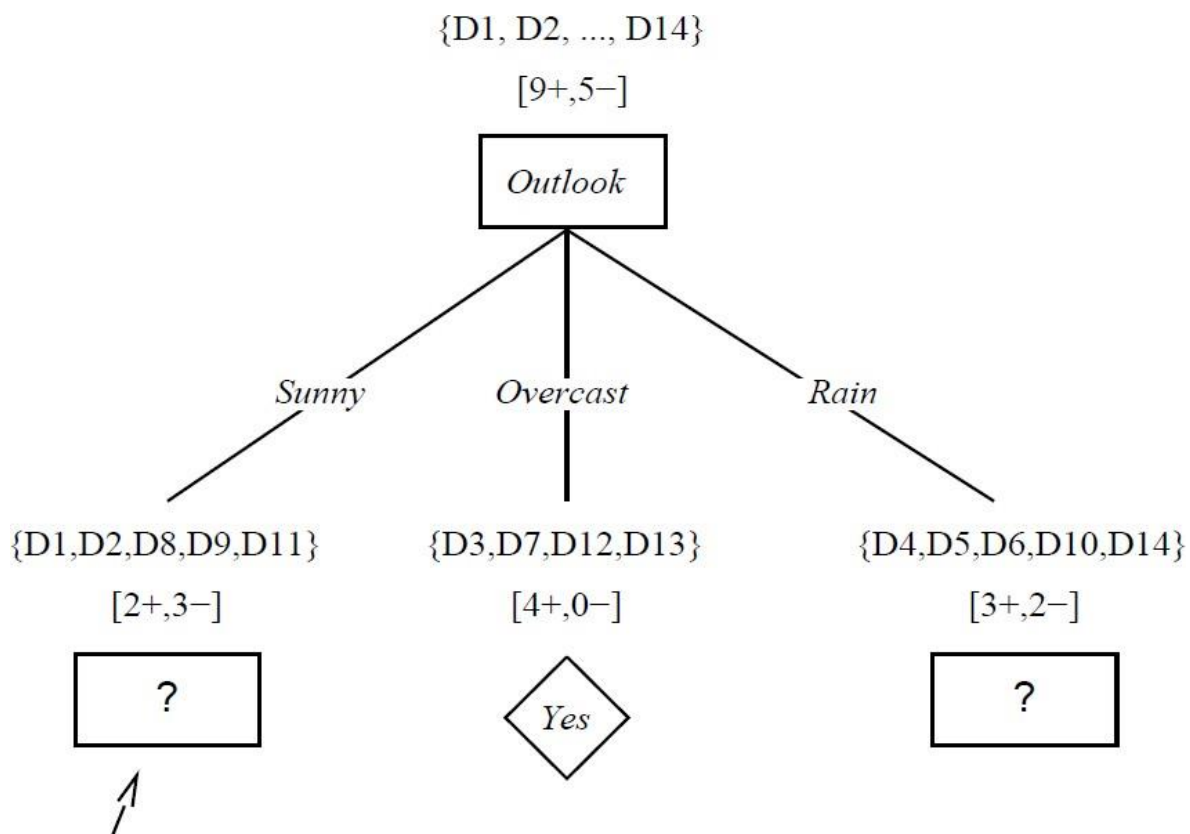 {D1, D2, ..., D14}
[9+,5−]
Outlook
Sunny Overcast Rain
{D1,D2,D8,D9,D11} {D3,D7,D12,D13} {D4,D5,D6,D10,D14}
[2+,3−] [4+,0−] [3+,2−]
? Yes ?